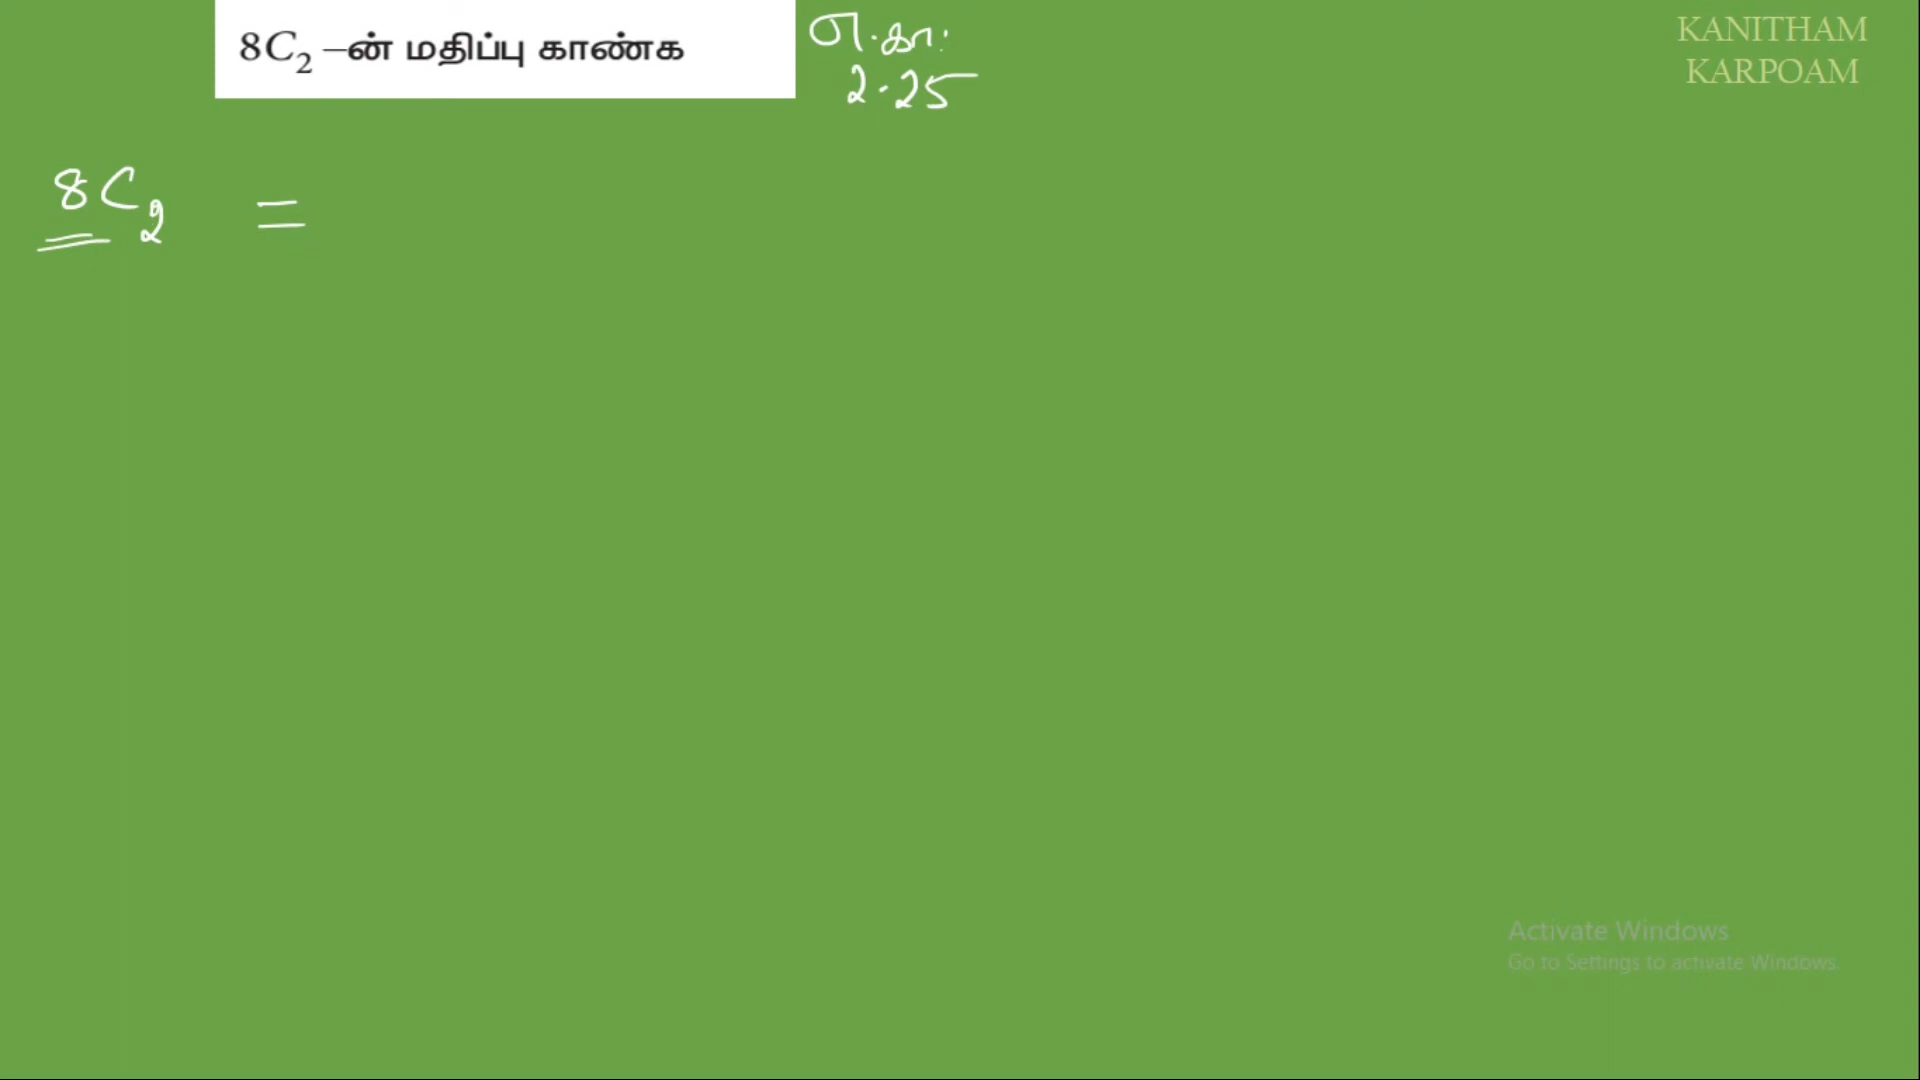 8C₂ –ன் மதிப்பு காண்க
எ.கா:
2.25
KANITHAM
KARPOAM
8C₂ =
Activate Windows
Go to Settings to activate Windows.